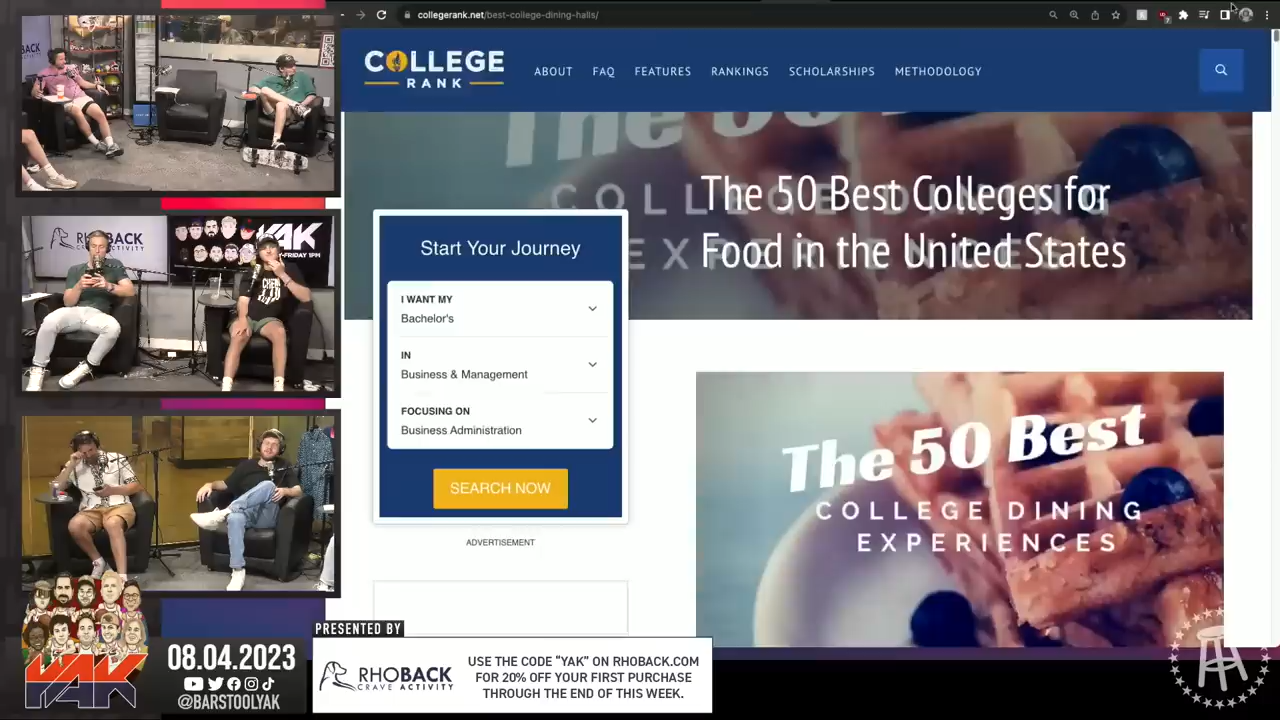 collegerank.net/best-college-dining-halls/
COLLEGE
RANK
ABOUT
FAQ
FEATURES
RANKINGS
SCHOLARSHIPS
METHODOLOGY
The 50 Best Colleges for
Food in the United States
Start Your Journey
I WANT MY
Bachelor's
IN
Business & Management
FOCUSING ON
Business Administration
SEARCH NOW
ADVERTISEMENT
The 50 Best
COLLEGE DINING
EXPERIENCES
RHOBACK
YAK
YAK
08.04.2023
@BARSTOOLYAK
PRESENTED BY
RHOBACK
CRAVE ACTIVITY
USE THE CODE "YAK" ON RHOBACK.COM
FOR 20% OFF YOUR FIRST PURCHASE
THROUGH THE END OF THIS WEEK.